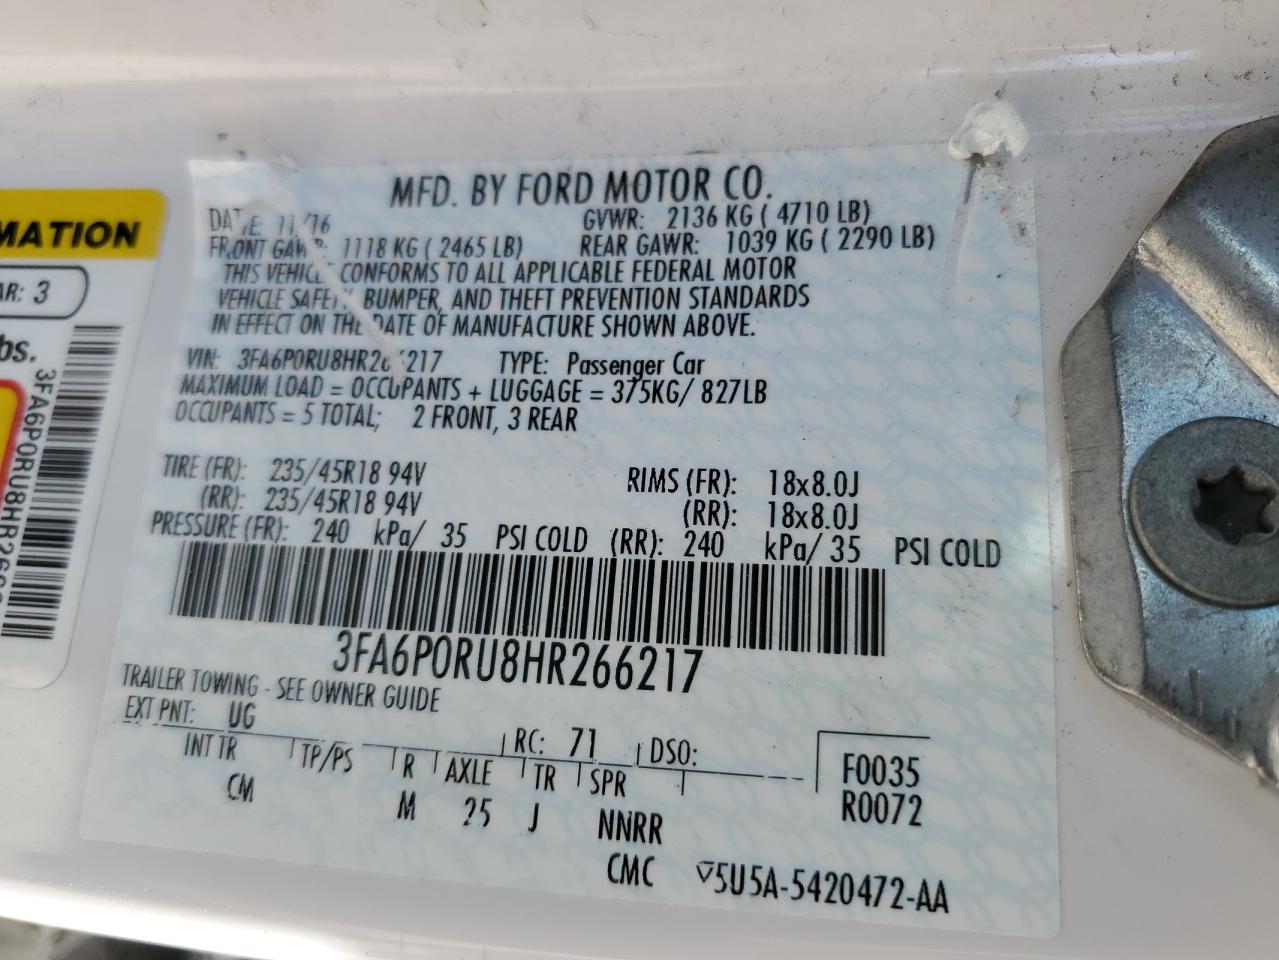 MATION
AR: 3
bs.
3FA6P0RU8HR266
MFD. BY FORD MOTOR CO.
DATE: 11/16 GVWR: 2136 KG ( 4710 LB)
FRONT GAWR: 1118 KG ( 2465 LB) REAR GAWR: 1039 KG ( 2290 LB)
THIS VEHICLE CONFORMS TO ALL APPLICABLE FEDERAL MOTOR
VEHICLE SAFETY, BUMPER, AND THEFT PREVENTION STANDARDS
IN EFFECT ON THE DATE OF MANUFACTURE SHOWN ABOVE.
VIN: 3FA6P0RU8HR266217 TYPE: Passenger Car
MAXIMUM LOAD = OCCUPANTS + LUGGAGE = 375KG/ 827LB
OCCUPANTS = 5 TOTAL; 2 FRONT, 3 REAR
TIRE (FR): 235/45R18 94V RIMS (FR): 18x8.0J
(RR): 235/45R18 94V (RR): 18x8.0J
PRESSURE (FR): 240 kPa/ 35 PSI COLD (RR): 240 kPa/ 35 PSI COLD
3FA6P0RU8HR266217
TRAILER TOWING - SEE OWNER GUIDE
EXT PNT: UG RC: 71 DSO:
INT TR TP/PS R AXLE TR SPR F0035
CM M 25 J NNRR R0072
CMC ▽5U5A-5420472-AA